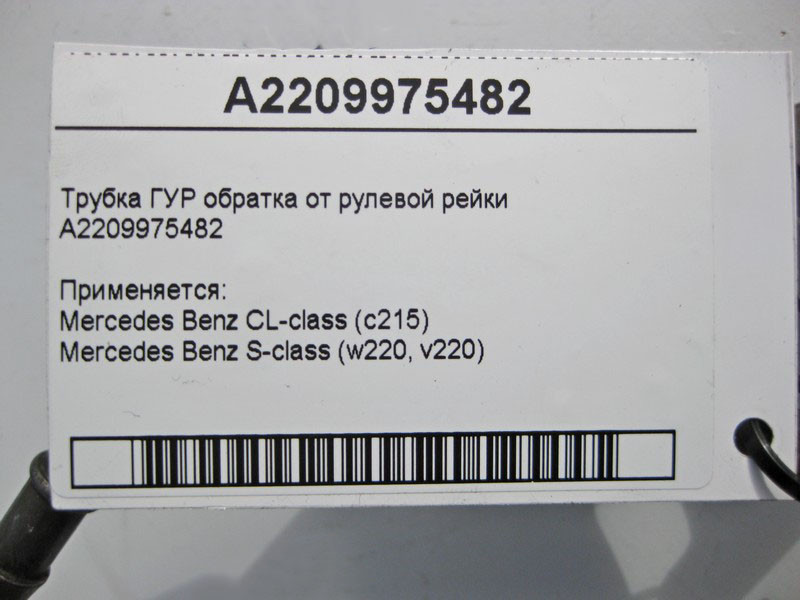 A2209975482
Трубка ГУР обратка от рулевой рейки
A2209975482
Применяется:
Mercedes Benz CL-class (c215)
Mercedes Benz S-class (w220, v220)